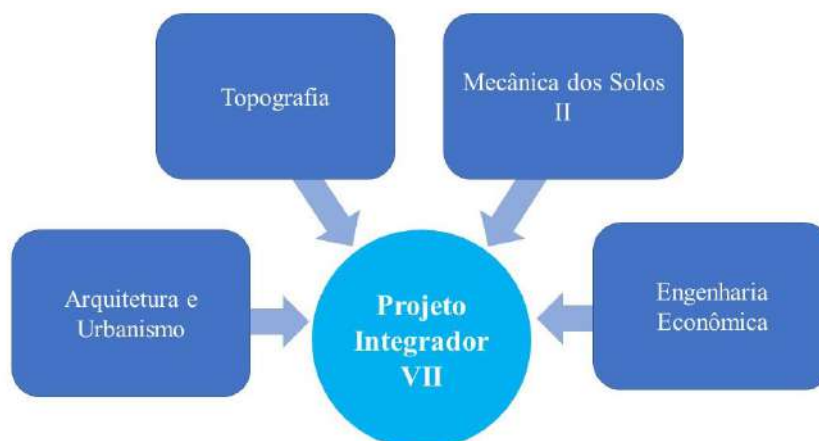 Topografia
Mecânica dos Solos
II
Arquitetura e
Urbanismo
Projeto
Integrador
VII
Engenharia
Econômica